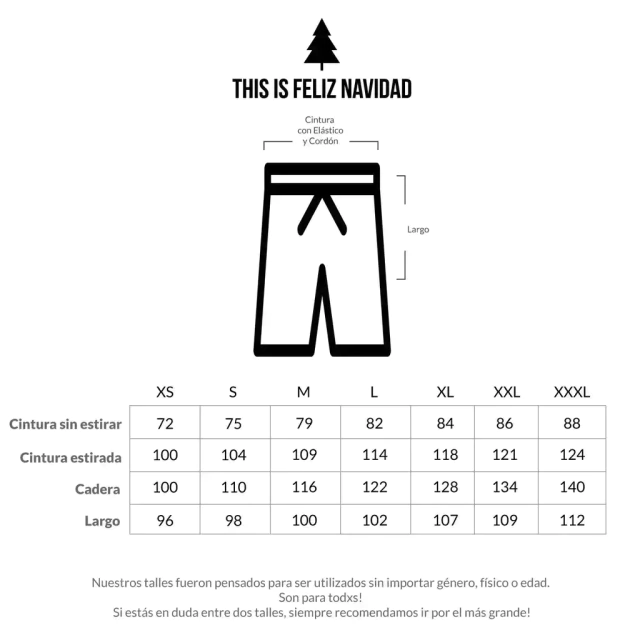 THIS IS FELIZ NAVIDAD
Cintura
con Elástico
y Cordón
Largo
XS S M L XL XXL XXXL
Cintura sin estirar 72 75 79 82 84 86 88
Cintura estirada 100 104 109 114 118 121 124
Cadera 100 110 116 122 128 134 140
Largo 96 98 100 102 107 109 112
Nuestros talles fueron pensados para ser utilizados sin importar género, físico o edad.
Son para todxs!
Si estás en duda entre dos talles, siempre recomendamos ir por el más grande!